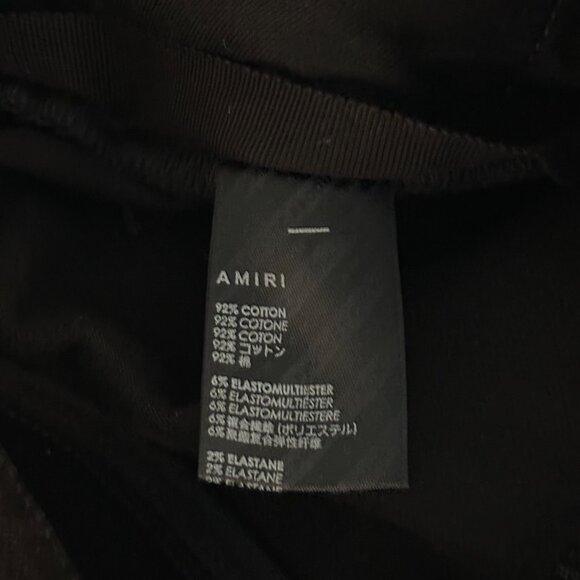 AMIRI
92% COTTON
92% COTONE
92% COTON
92% コットン
92% 棉
6% ELASTOMULTIESTER
6% ELASTOMULTIESTER
6% ELASTOMULTIESTERE
6% 複合繊維 (ポリエステル)
6% 聚酯复合弹性纤维
2% ELASTANE
2% ELASTANE